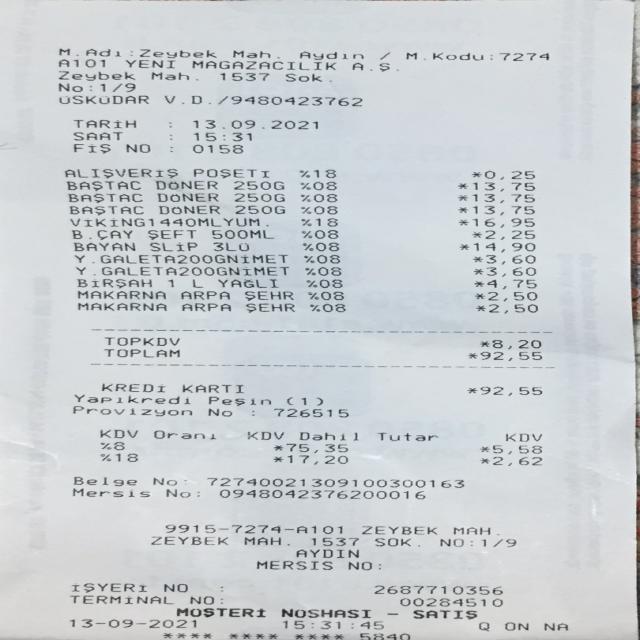 M.Adı:Zeybek Mah. Aydın / M.Kodu:7274
A101 YENİ MAĞAZACILIK A.Ş.
Zeybek Mah. 1537 Sok.
No:1/9
ÜSKÜDAR V.D./9480423762
TARİH : 13.09.2021
SAAT : 15:31
FİŞ NO : 0158
ALIŞVERİŞ POŞETİ %18 *0,25
BAŞTAC DÖNER 250G %08 *13,75
BAŞTAC DÖNER 250G %08 *13,75
BAŞTAC DÖNER 250G %08 *13,75
VİKİNG1440MLYUM. %18 *16,95
B.ÇAY ŞEFT 500ML %08 *2,25
BAYAN SLİP 3LÜ %08 *14,90
Y.GALETA200GNİMET %08 *3,60
Y.GALETA200GNİMET %08 *3,60
BİRŞAH 1 L YAĞLI %08 *4,75
MAKARNA ARPA ŞEHR %08 *2,50
MAKARNA ARPA ŞEHR %08 *2,50
TOPKDV *8,20
TOPLAM *92,55
KREDİ KARTI *92,55
Yapıkredi Peşin (1)
Provizyon No : 726515
KDV Oranı KDV Dahil Tutar KDV
%8 *75,35 *5,58
%18 *17,20 *2,62
Belge No: 72740021309100300163
Mersis No: 0948042376200016
9915-7274-A101 ZEYBEK MAH.
ZEYBEK MAH. 1537 SOK. NO:1/9
AYDIN
MERSIS NO:
İŞYERİ NO : 2687710356
TERMİNAL NO: 00284510
MÜŞTERİ NÜSHASI - SATIŞ
13-09-2021 15:31:45 Q ON NA
**** **** **** 5840